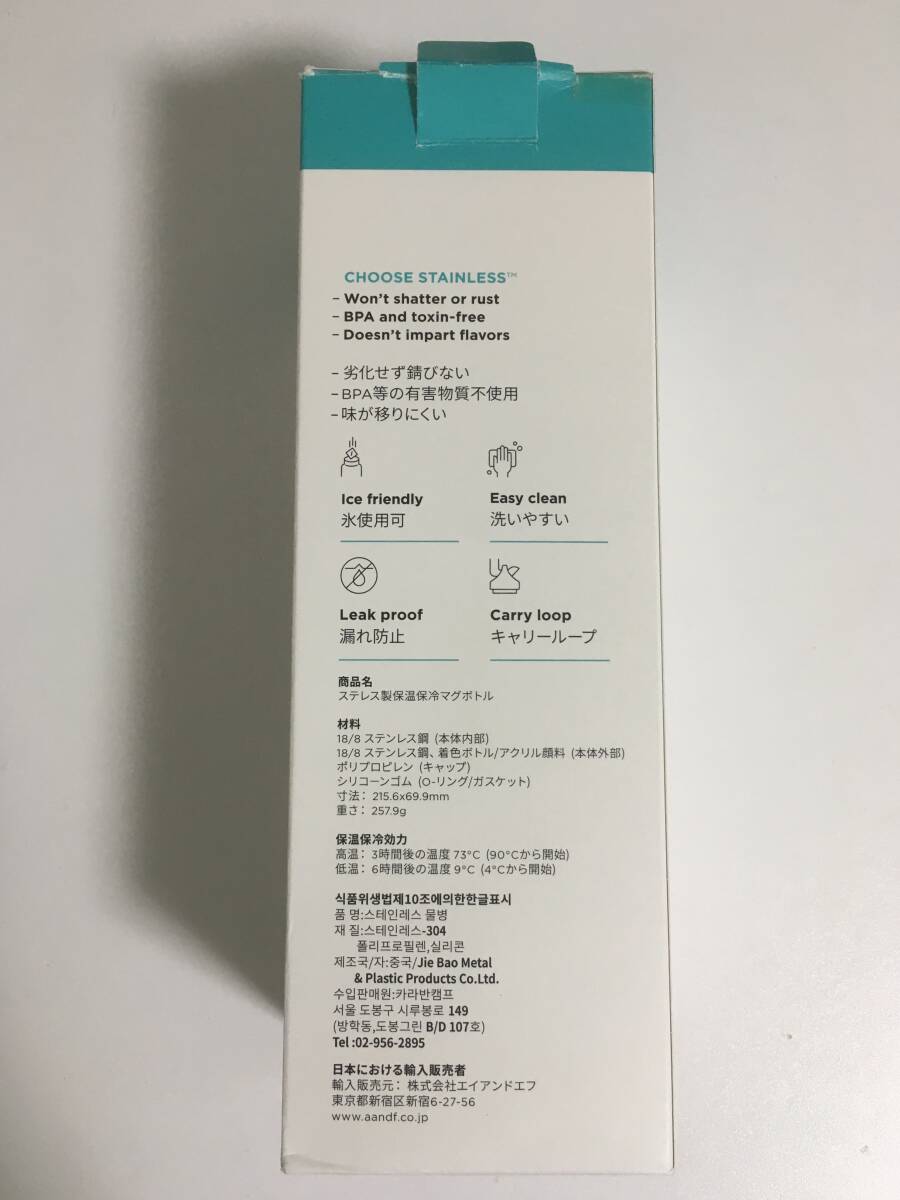 CHOOSE STAINLESS™
– Won't shatter or rust
– BPA and toxin-free
– Doesn't impart flavors
– 劣化せず錆びない
– BPA等の有害物質不使用
– 味が移りにくい
Ice friendly
氷使用可
Easy clean
洗いやすい
Leak proof
漏れ防止
Carry loop
キャリーループ
商品名
ステレス製保温保冷マグボトル
材料
18/8 ステンレス鋼 (本体内部)
18/8 ステンレス鋼、着色ボトル/アクリル顔料 (本体外部)
ポリプロピレン (キャップ)
シリコーンゴム (O-リング/ガスケット)
寸法: 215.6x69.9mm
重さ: 257.9g
保温保冷効力
高温: 3時間後の温度 73°C (90°Cから開始)
低温: 6時間後の温度 9°C (4°Cから開始)
식품위생법제10조에의한한글표시
품 명:스테인레스 물병
재 질:스테인레스-304
폴리프로필렌,실리콘
제조국/자:중국/Jie Bao Metal
& Plastic Products Co.Ltd.
수입판매원:카라반캠프
서울 도봉구 시루봉로 149
(방학동,도봉그린 B/D 107호)
Tel :02-956-2895
日本における輸入販売者
輸入販売元: 株式会社エイアンドエフ
東京都新宿区新宿6-27-56
www.aandf.co.jp